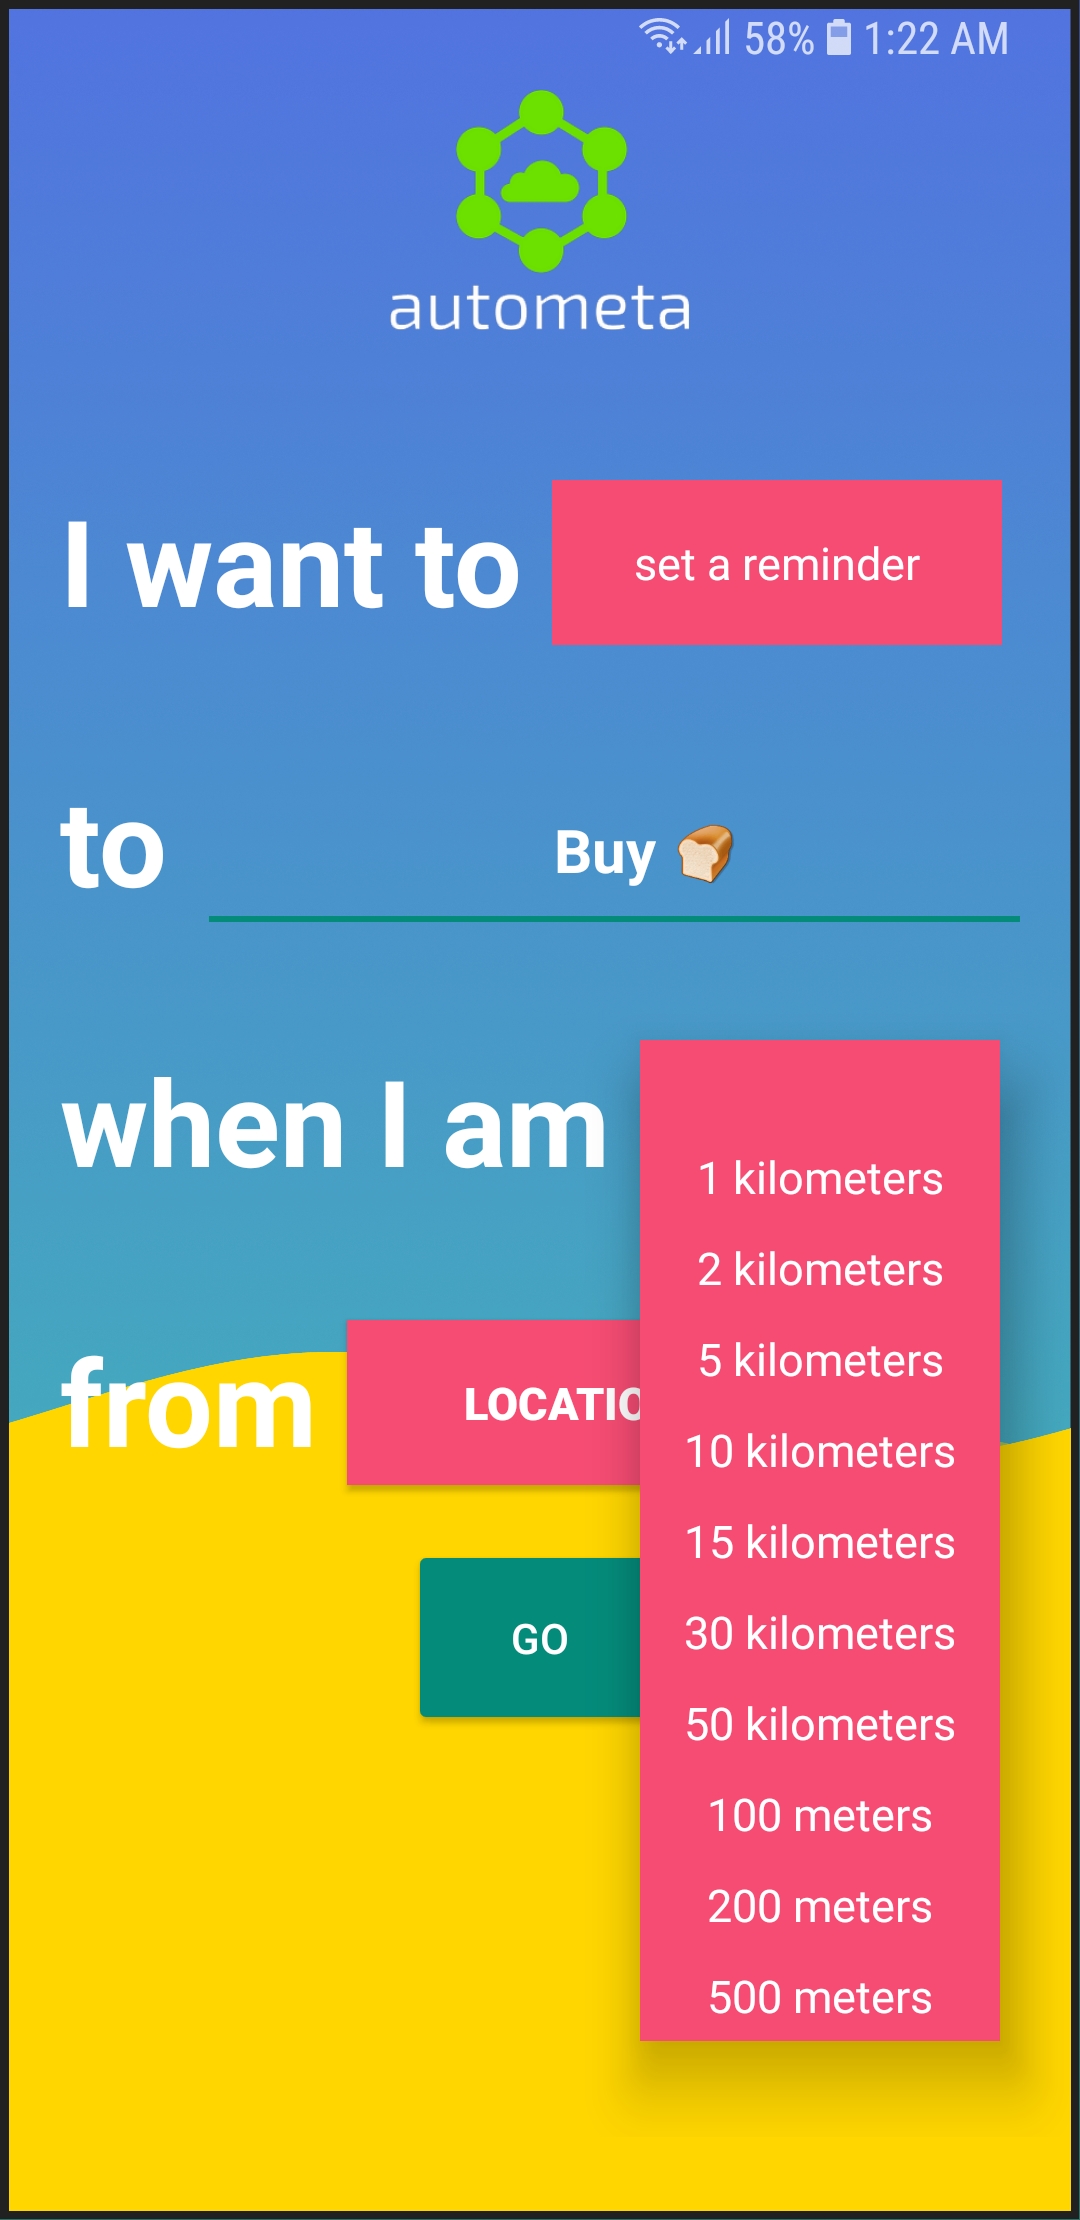 58% 1:22 AM
autometa
I want to set a reminder
to Buy 🍞
when I am
1 kilometers
2 kilometers
5 kilometers
from LOCATIO
10 kilometers
15 kilometers
GO 30 kilometers
50 kilometers
100 meters
200 meters
500 meters